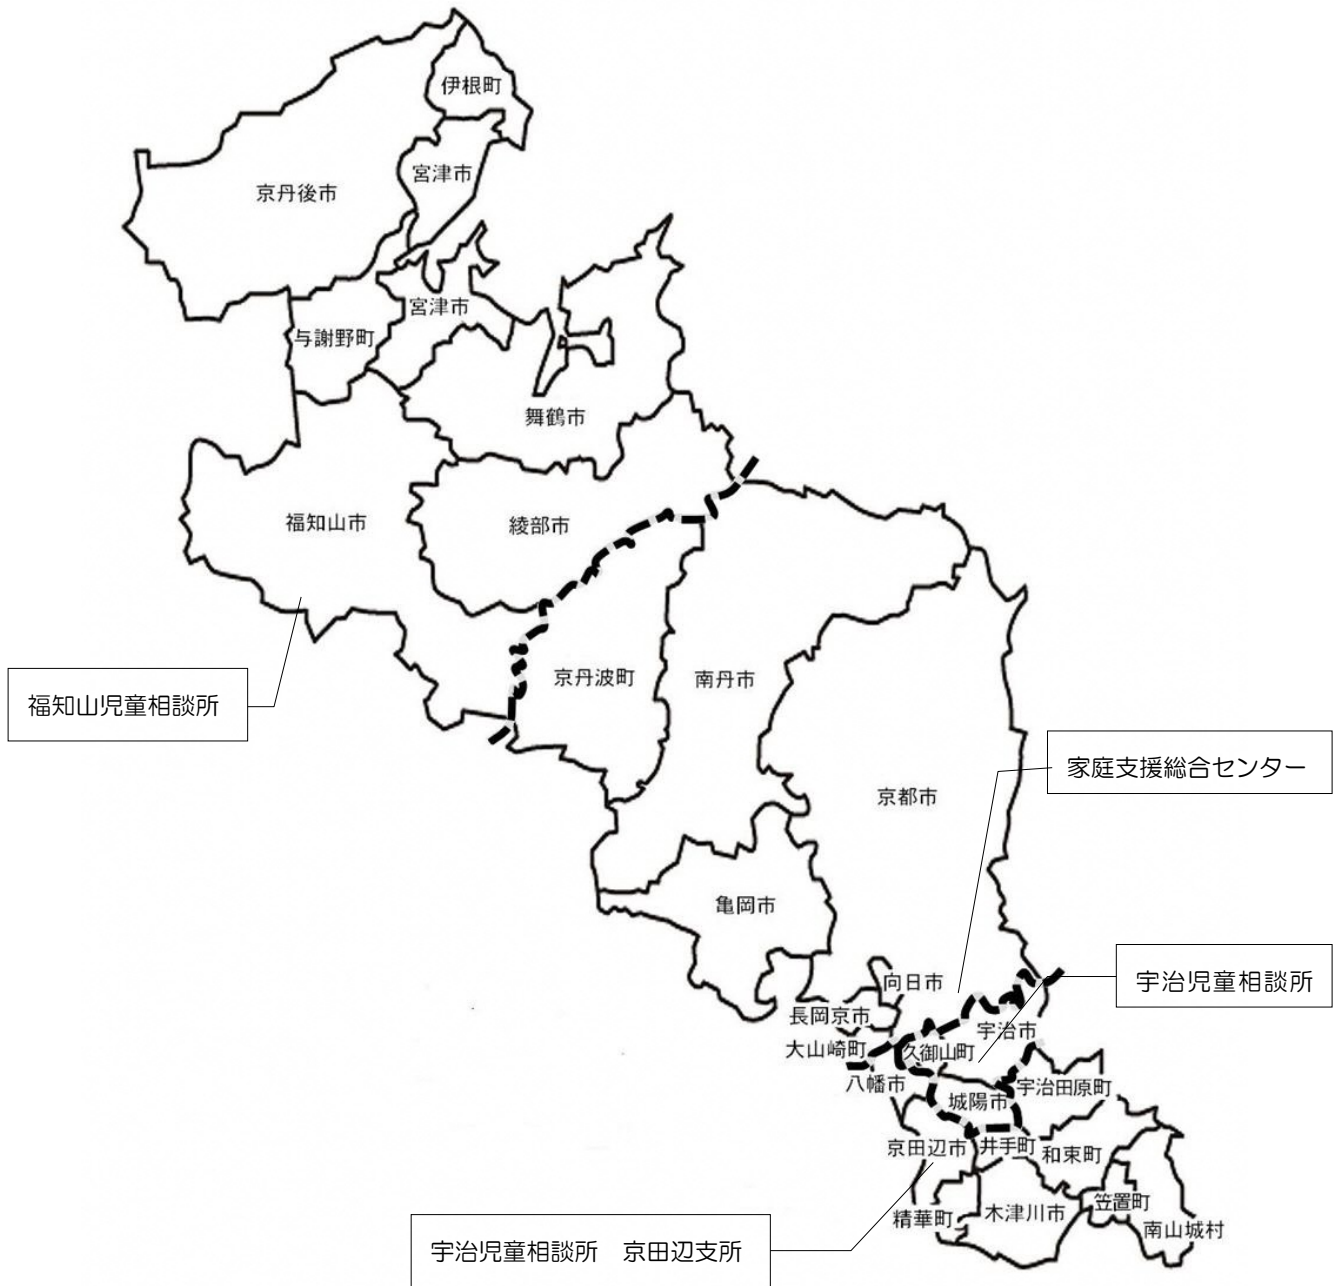 伊根町
宮津市
京丹後市
宮津市
与謝野町
舞鶴市
福知山市
綾部市
京丹波町
南丹市
福知山児童相談所
家庭支援総合センター
京都市
亀岡市
宇治児童相談所
向日市
長岡京市
宇治市
大山崎町
久御山町
八幡市
宇治田原町
城陽市
京田辺市
井手町
和束町
笠置町
木津川市
精華町
南山城村
宇治児童相談所　京田辺支所